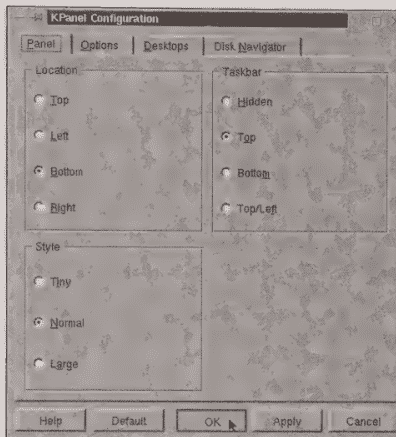 KPanel Configuration
Panel Options Desktops Disk Navigator
Location
Top
Left
Bottom
Right
Taskbar
Hidden
Top
Bottom
Top/Left
Style
Tiny
Normal
Large
Help Default OK Apply Cancel